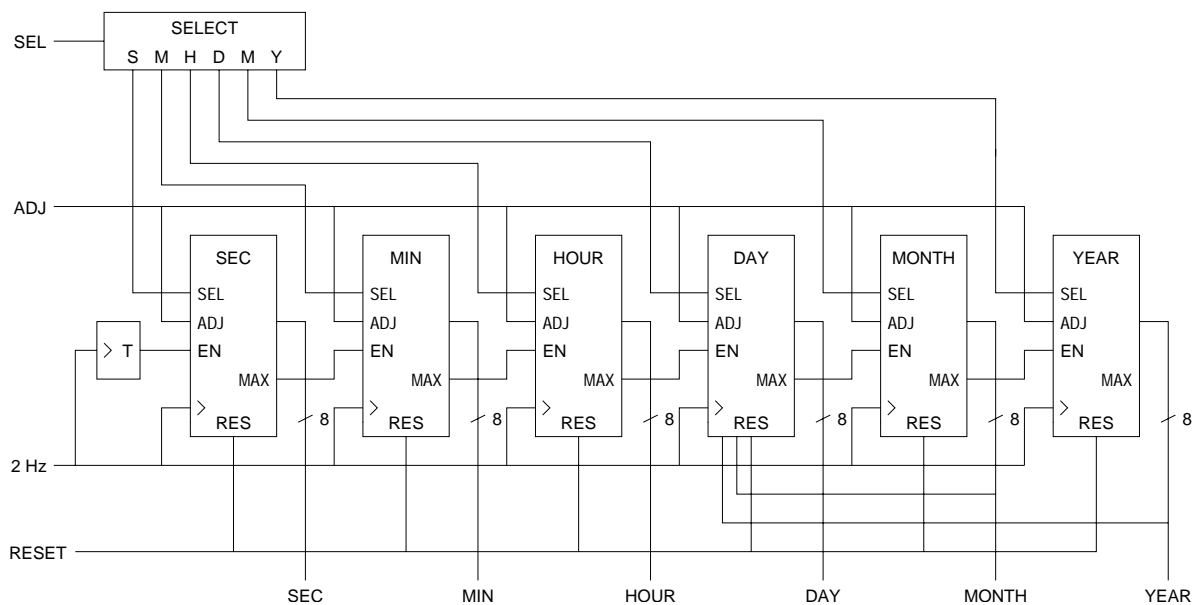 SELECT
SEL
S M H D M Y
ADJ
SEC MIN HOUR DAY MONTH YEAR
SEL SEL SEL SEL SEL SEL
ADJ ADJ ADJ ADJ ADJ ADJ
T EN EN EN EN EN EN
MAX MAX MAX MAX MAX MAX
RES 8 RES 8 RES 8 RES 8 RES 8 RES 8
2 Hz
RESET
SEC MIN HOUR DAY MONTH YEAR